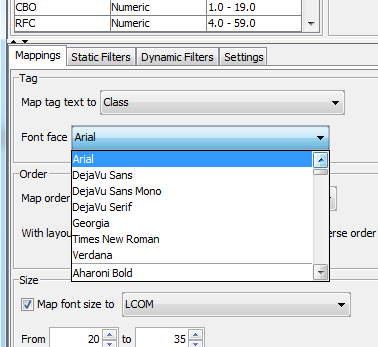 CBO Numeric 1.0 - 19.0
RFC Numeric 4.0 - 59.0
Mappings Static Filters Dynamic Filters Settings
Tag
Map tag text to Class
Font face Arial
Arial
DejaVu Sans
Order
DejaVu Sans Mono
Map order
DejaVu Serif
Georgia
Times New Roman
With layou
erse order
Verdana
Aharoni Bold
Size
Map font size to LCOM
From 20 to 35